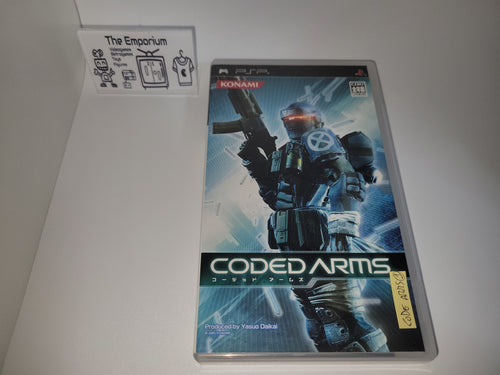 The Emporium
Videogames
Retrogames
Toys
Figures
PSP
KONAMI
CODED ARMS
コーデッド アームズ
Produced by Yasuo Daikai